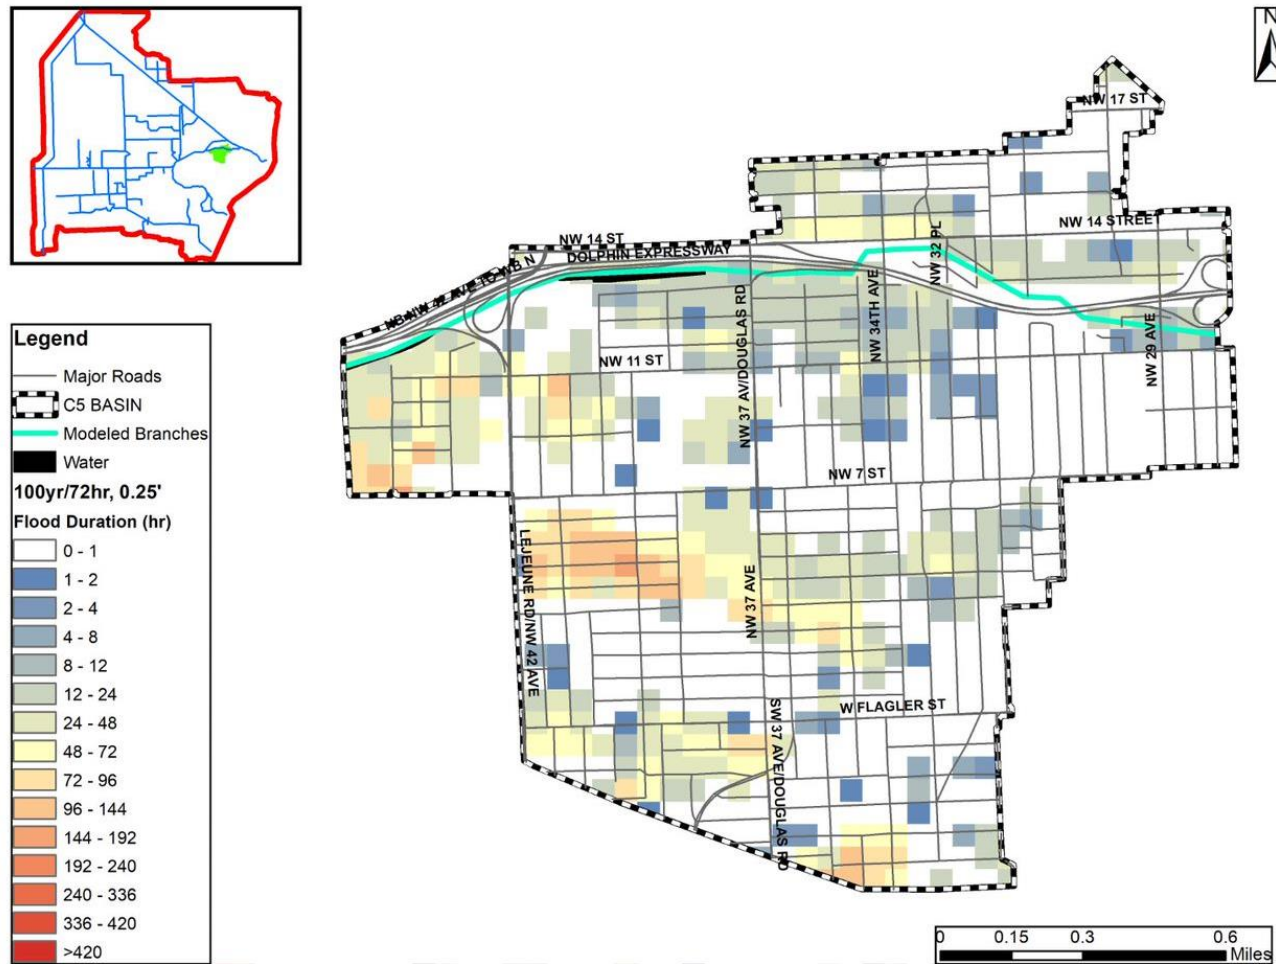 N
NW 17 ST
NW 14 STREET
NW 14 ST
DOLPHIN EXPRESSWAY
NW 32 PL
NW 34TH AVE
NW 37 AV/DOUGLAS RD
NW 29 AVE
NW 11 ST
NW 7 ST
LEJEUNE RD/NW 42 AVE
NW 37 AVE
W FLAGLER ST
SW 37 AVE/DOUGLAS RD
Legend
Major Roads
C5 BASIN
Modeled Branches
Water
100yr/72hr, 0.25'
Flood Duration (hr)
0 - 1
1 - 2
2 - 4
4 - 8
8 - 12
12 - 24
24 - 48
48 - 72
72 - 96
96 - 144
144 - 192
192 - 240
240 - 336
336 - 420
>420
0 0.15 0.3 0.6
Miles